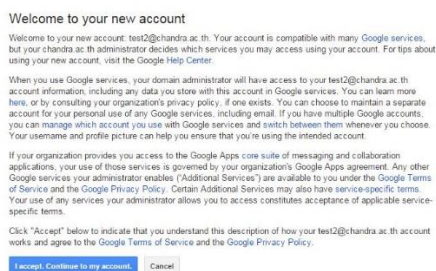 Welcome to your new account
Welcome to your new account: test2@chandra.ac.th. Your account is compatible with many Google services,
but your chandra.ac.th administrator decides which services you may access using your account. For tips about
using your new account, visit the Google Help Center.
When you use Google services, your domain administrator will have access to your test2@chandra.ac.th
account information, including any data you store with this account in Google services. You can learn more
here, or by consulting your organization's privacy policy, if one exists. You can choose to maintain a separate
account for your personal use of any Google services, including email. If you have multiple Google accounts,
you can manage which account you use with Google services and switch between them whenever you choose.
Your username and profile picture can help you ensure that you're using the intended account.
If your organization provides you access to the Google Apps core suite of messaging and collaboration
applications, your use of those services is governed by your organization's Google Apps agreement. Any other
Google services your administrator enables ("Additional Services") are available to you under the Google Terms
of Service and the Google Privacy Policy. Certain Additional Services may also have service-specific terms.
Your use of any services your administrator allows you to access constitutes acceptance of applicable service-
specific terms.
Click "Accept" below to indicate that you understand this description of how your test2@chandra.ac.th account
works and agree to the Google Terms of Service and the Google Privacy Policy.
I accept. Continue to my account. Cancel